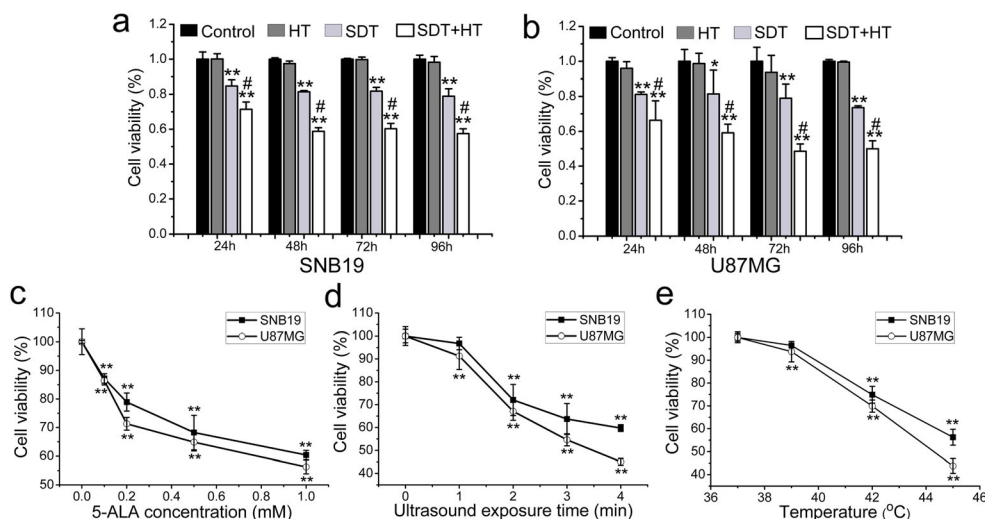 a
Control HT SDT SDT+HT
Cell viability (%)
1.2
1.0
0.8
0.6
0.4
0.2
0.0
** # ** ** # ** ** # ** ** # **
24h 48h 72h 96h
SNB19
b
Control HT SDT SDT+HT
Cell viability (%)
1.2
1.0
0.8
0.6
0.4
0.2
0.0
** # ** * # ** ** # ** ** # **
24h 48h 72h 96h
U87MG
c
SNB19
U87MG
Cell viability (%)
110
100
90
80
70
60
50
** ** ** **
** ** ** **
0.0 0.2 0.4 0.6 0.8 1.0
5-ALA concentration (mM)
d
SNB19
U87MG
Cell viability (%)
110
100
90
80
70
60
50
40
** ** **
** ** ** **
0 1 2 3 4
Ultrasound exposure time (min)
e
SNB19
U87MG
Cell viability (%)
110
100
90
80
70
60
50
40
** **
** ** **
36 38 40 42 44 46
Temperature (°C)